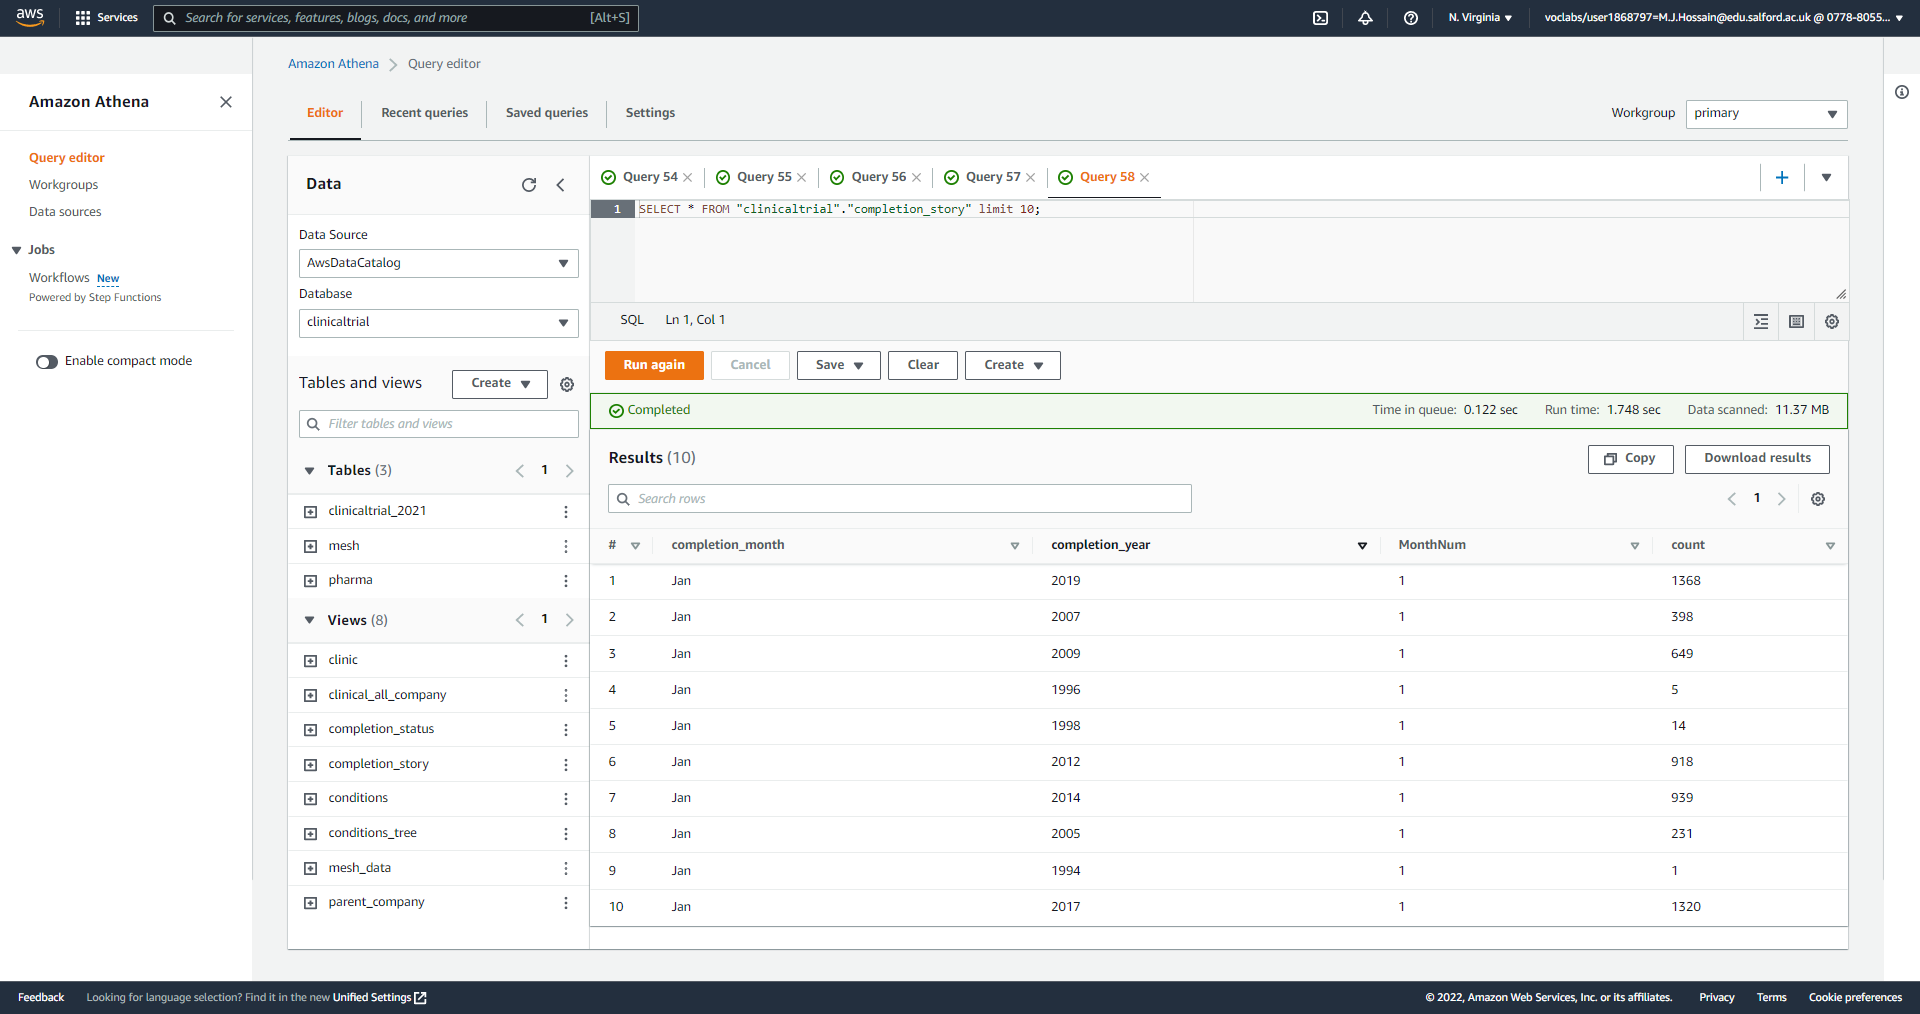 aws
Services
Search for services, features, blogs, docs, and more [Alt+S]
N. Virginia
voclabs/user1868797=M.J.Hossain@edu.salford.ac.uk @ 0778-8055...
Amazon Athena
Query editor
Workgroups
Data sources
Jobs
Workflows New
Powered by Step Functions
Enable compact mode
Amazon Athena Query editor
Editor Recent queries Saved queries Settings
Workgroup primary
Data
Data Source
AwsDataCatalog
Database
clinicaltrial
Tables and views Create
Filter tables and views
Tables (3) 1
clinicaltrial_2021
mesh
pharma
Views (8) 1
clinic
clinical_all_company
completion_status
completion_story
conditions
conditions_tree
mesh_data
parent_company
Query 54 Query 55 Query 56 Query 57 Query 58
1 SELECT * FROM "clinicaltrial"."completion_story" limit 10;
SQL Ln 1, Col 1
Run again Cancel Save Clear Create
Completed Time in queue: 0.122 sec Run time: 1.748 sec Data scanned: 11.37 MB
Results (10) Copy Download results
Search rows 1
# completion_month completion_year MonthNum count
1 Jan 2019 1 1368
2 Jan 2007 1 398
3 Jan 2009 1 649
4 Jan 1996 1 5
5 Jan 1998 1 14
6 Jan 2012 1 918
7 Jan 2014 1 939
8 Jan 2005 1 231
9 Jan 1994 1 1
10 Jan 2017 1 1320
Feedback Looking for language selection? Find it in the new Unified Settings
© 2022, Amazon Web Services, Inc. or its affiliates. Privacy Terms Cookie preferences